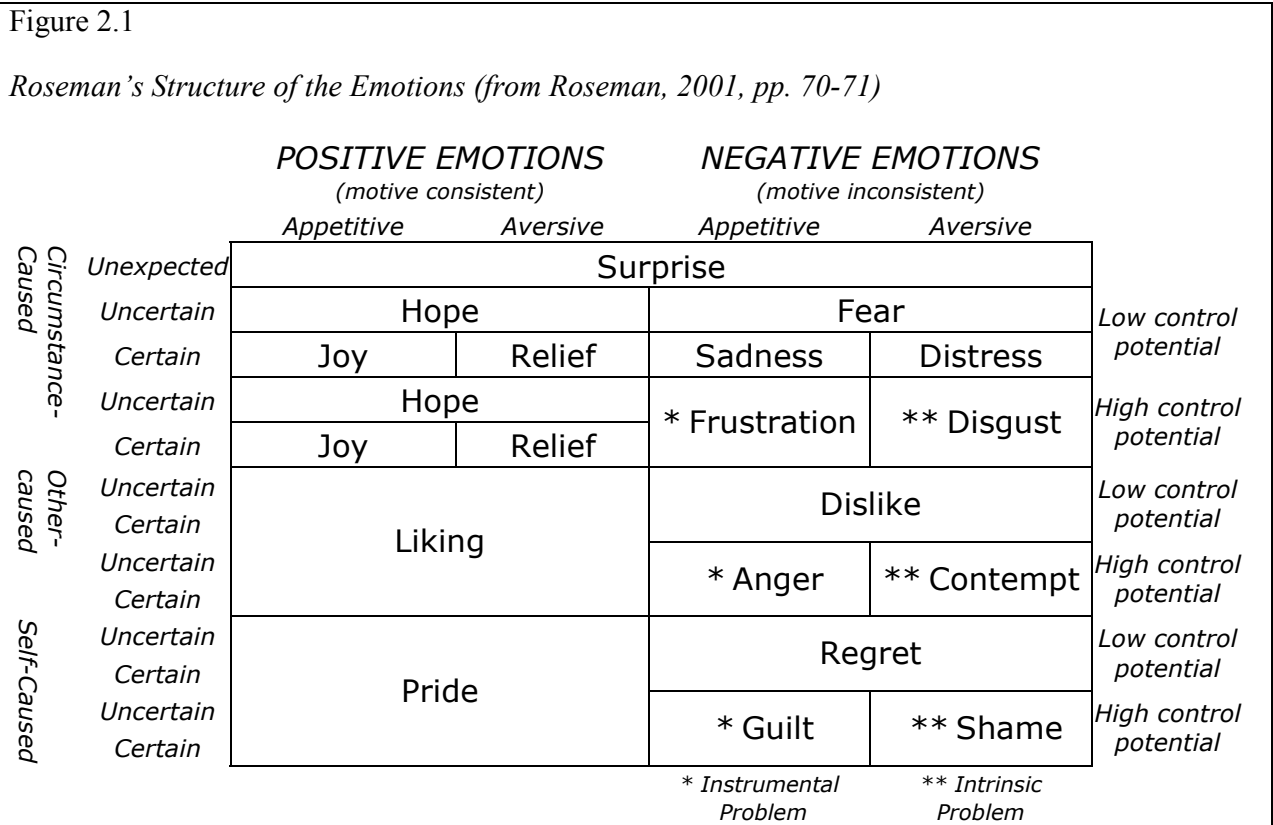 Figure 2.1
Roseman's Structure of the Emotions (from Roseman, 2001, pp. 70-71)
POSITIVE EMOTIONS NEGATIVE EMOTIONS
(motive consistent) (motive inconsistent)
Appetitive Aversive Appetitive Aversive
Circumstance-
Caused
Unexpected Surprise
Uncertain Hope Fear
Certain Joy Relief Sadness Distress
Low control
potential
Uncertain Hope
Certain Joy Relief
* Frustration ** Disgust
High control
potential
Other-
caused
Uncertain
Certain
Uncertain
Certain
Liking
Dislike
Low control
potential
* Anger ** Contempt
High control
potential
Self-Caused
Uncertain
Certain
Uncertain
Certain
Pride
Regret
Low control
potential
* Guilt ** Shame
High control
potential
* Instrumental
Problem
** Intrinsic
Problem